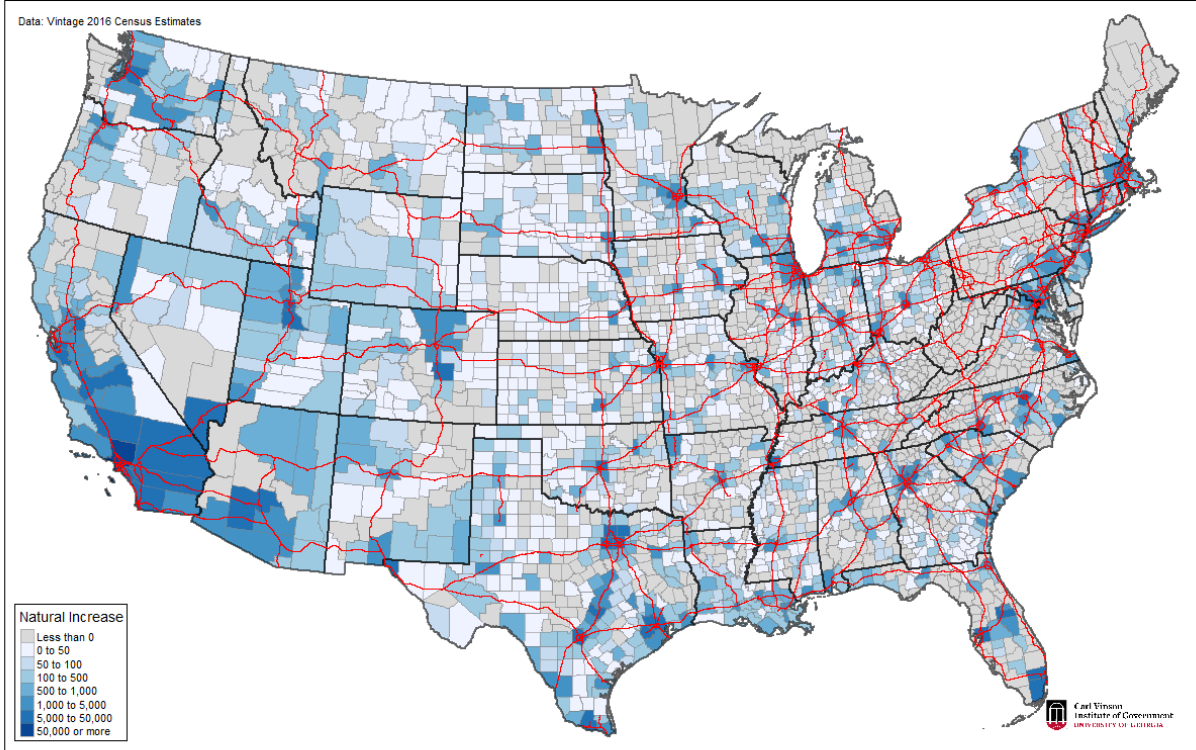 Data: Vintage 2016 Census Estimates
Natural Increase
Less than 0
0 to 50
50 to 100
100 to 500
500 to 1,000
1,000 to 5,000
5,000 to 50,000
50,000 or more
Carl Vinson
Institute of Government
UNIVERSITY OF GEORGIA